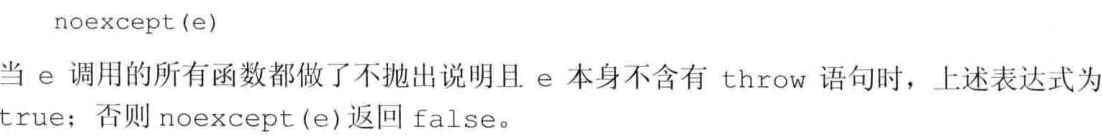 noexcept(e)
当 e 调用的所有函数都做了不抛出说明且 e 本身不含有 throw 语句时，上述表达式为
true；否则 noexcept(e)返回 false。